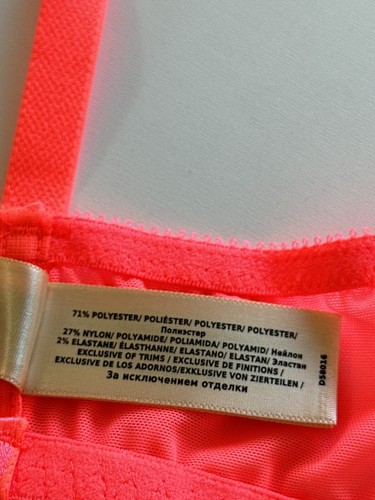 71% POLYESTER/ POLIÉSTER/ POLYESTER/ POLYESTER/
Полиэстер
27% NYLON/ POLYAMIDE/ POLIAMIDA/ POLYAMID/ Нейлон
2% ELASTANE/ ÉLASTHANNE/ ELASTANO/ ELASTAN/ Эластан
EXCLUSIVE OF TRIMS / EXCLUSIVE DE FINITIONS /
EXCLUSIVE DE LOS ADORNOS/EXKLUSIVE VON ZIERTEILEN /
За исключением отделки
DS8016